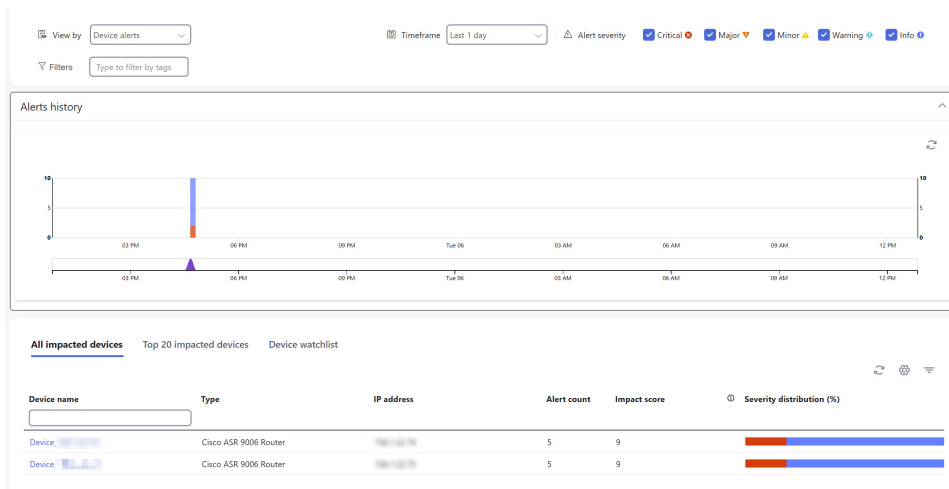 View by Device alerts Timeframe Last 1 day Alert severity Critical Major Minor Warning Info
Filters Type to filter by tags
Alerts history
10 10
5 5
0 0
03 PM 06 PM 09 PM Tue 06 03 AM 06 AM 09 AM 12 PM
03 PM 06 PM 09 PM Tue 06 03 AM 06 AM 09 AM 12 PM
All impacted devices Top 20 impacted devices Device watchlist
Device name Type IP address Alert count Impact score Severity distribution (%)
Device_ Cisco ASR 9006 Router 5 9
Device_ Cisco ASR 9006 Router 5 9